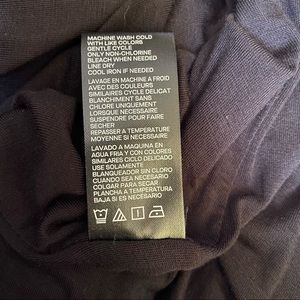 MACHINE WASH COLD
WITH LIKE COLORS
GENTLE CYCLE
ONLY NON-CHLORINE
BLEACH WHEN NEEDED
LINE DRY
COOL IRON IF NEEDED
LAVAGE EN MACHINE A FROID
AVEC DES COULEURS
SIMILAIRES CYCLE DELICAT
BLANCHIMENT SANS
CHLORE UNIQUEMENT
LORSQUE NECESSAIRE
SUSPENDRE POUR FAIRE
SECHER
REPASSER A TEMPERATURE
MOYENNE SI NECESSAIRE
LAVADO A MAQUINA EN
AGUA FRIA Y CON COLORES
SIMILARES CICLO DELICADO
USE SOLAMENTE
BLANQUEADOR SIN CLORO
CUANDO SEA NECESARIO
COLGAR PARA SECAR
PLANCHA A TEMPERATURA
BAJA SI ES NECESARIO